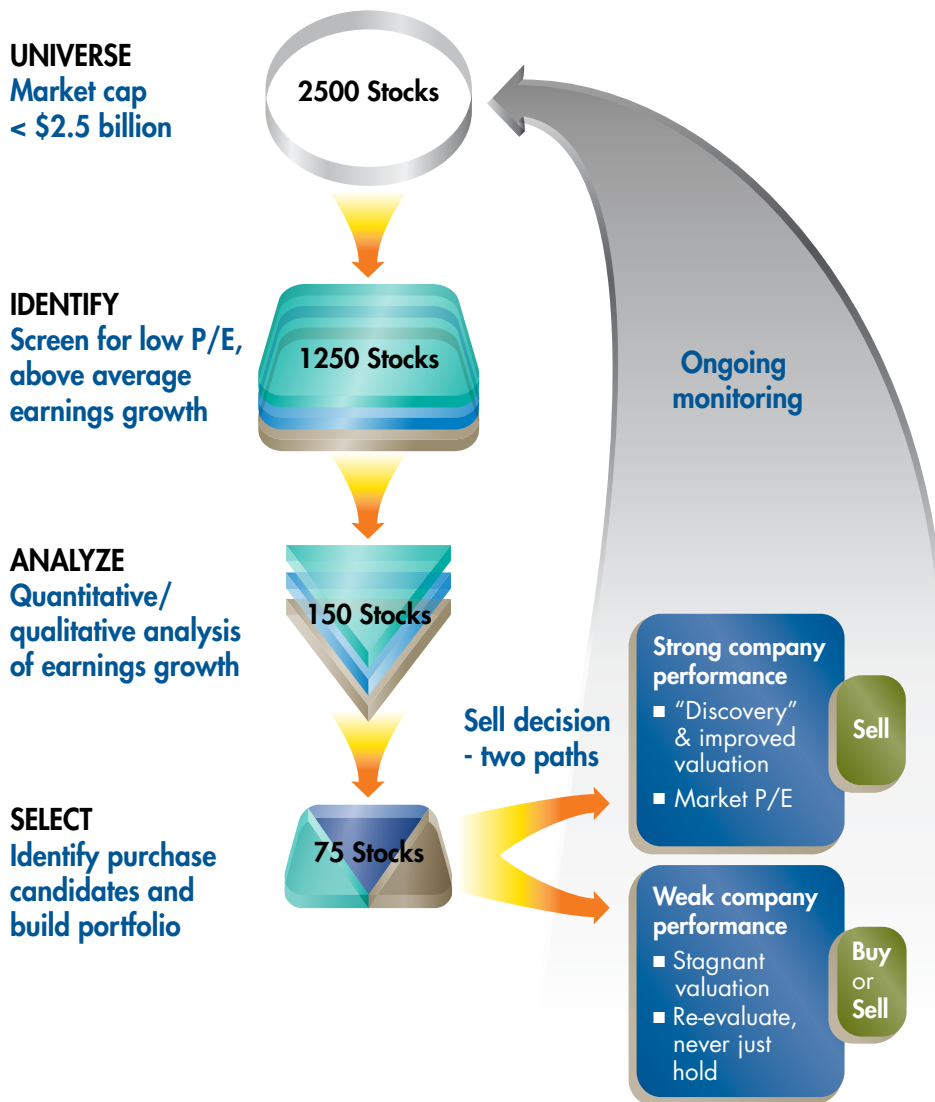 UNIVERSE
Market cap
< $2.5 billion
2500 Stocks
IDENTIFY
Screen for low P/E,
above average
earnings growth
1250 Stocks
Ongoing
monitoring
ANALYZE
Quantitative/
qualitative analysis
of earnings growth
150 Stocks
Sell decision
- two paths
Strong company
performance
■ “Discovery”
& improved
valuation
■ Market P/E
Sell
SELECT
Identify purchase
candidates and
build portfolio
75 Stocks
Weak company
performance
■ Stagnant
valuation
■ Re-evaluate,
never just
hold
Buy
or
Sell